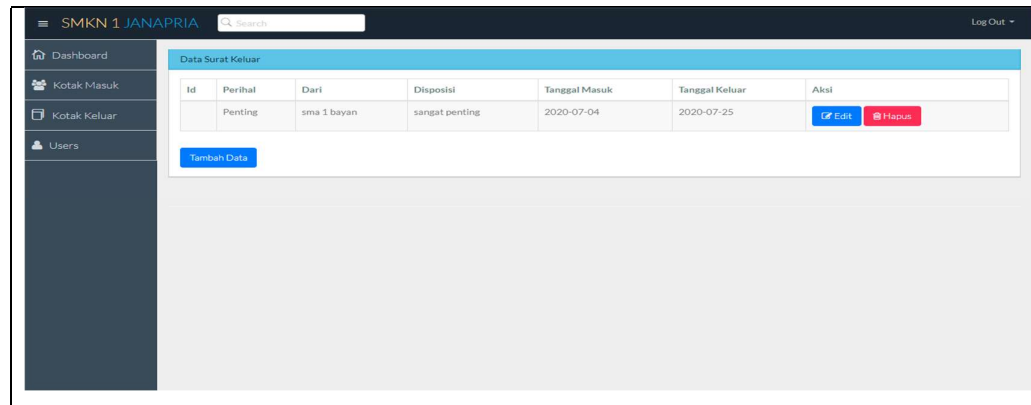 SMKN 1 JANAPRIA Search Log Out
Dashboard
Kotak Masuk
Kotak Keluar
Users
Data Surat Keluar
Id Perihal Dari Disposisi Tanggal Masuk Tanggal Keluar Aksi
Penting sma 1 bayan sangat penting 2020-07-04 2020-07-25 Edit Hapus
Tambah Data